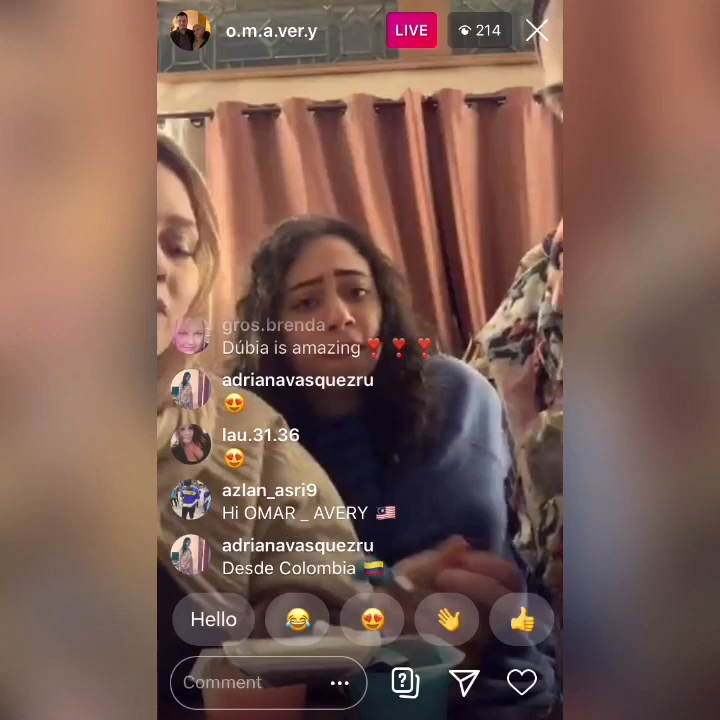 o.m.a.ver.y
LIVE
214
gros.brenda
Dúbia is amazing
adrianavasquezru
lau.31.36
azlan_asri9
Hi OMAR _ AVERY
adrianavasquezru
Desde Colombia
Hello
Comment